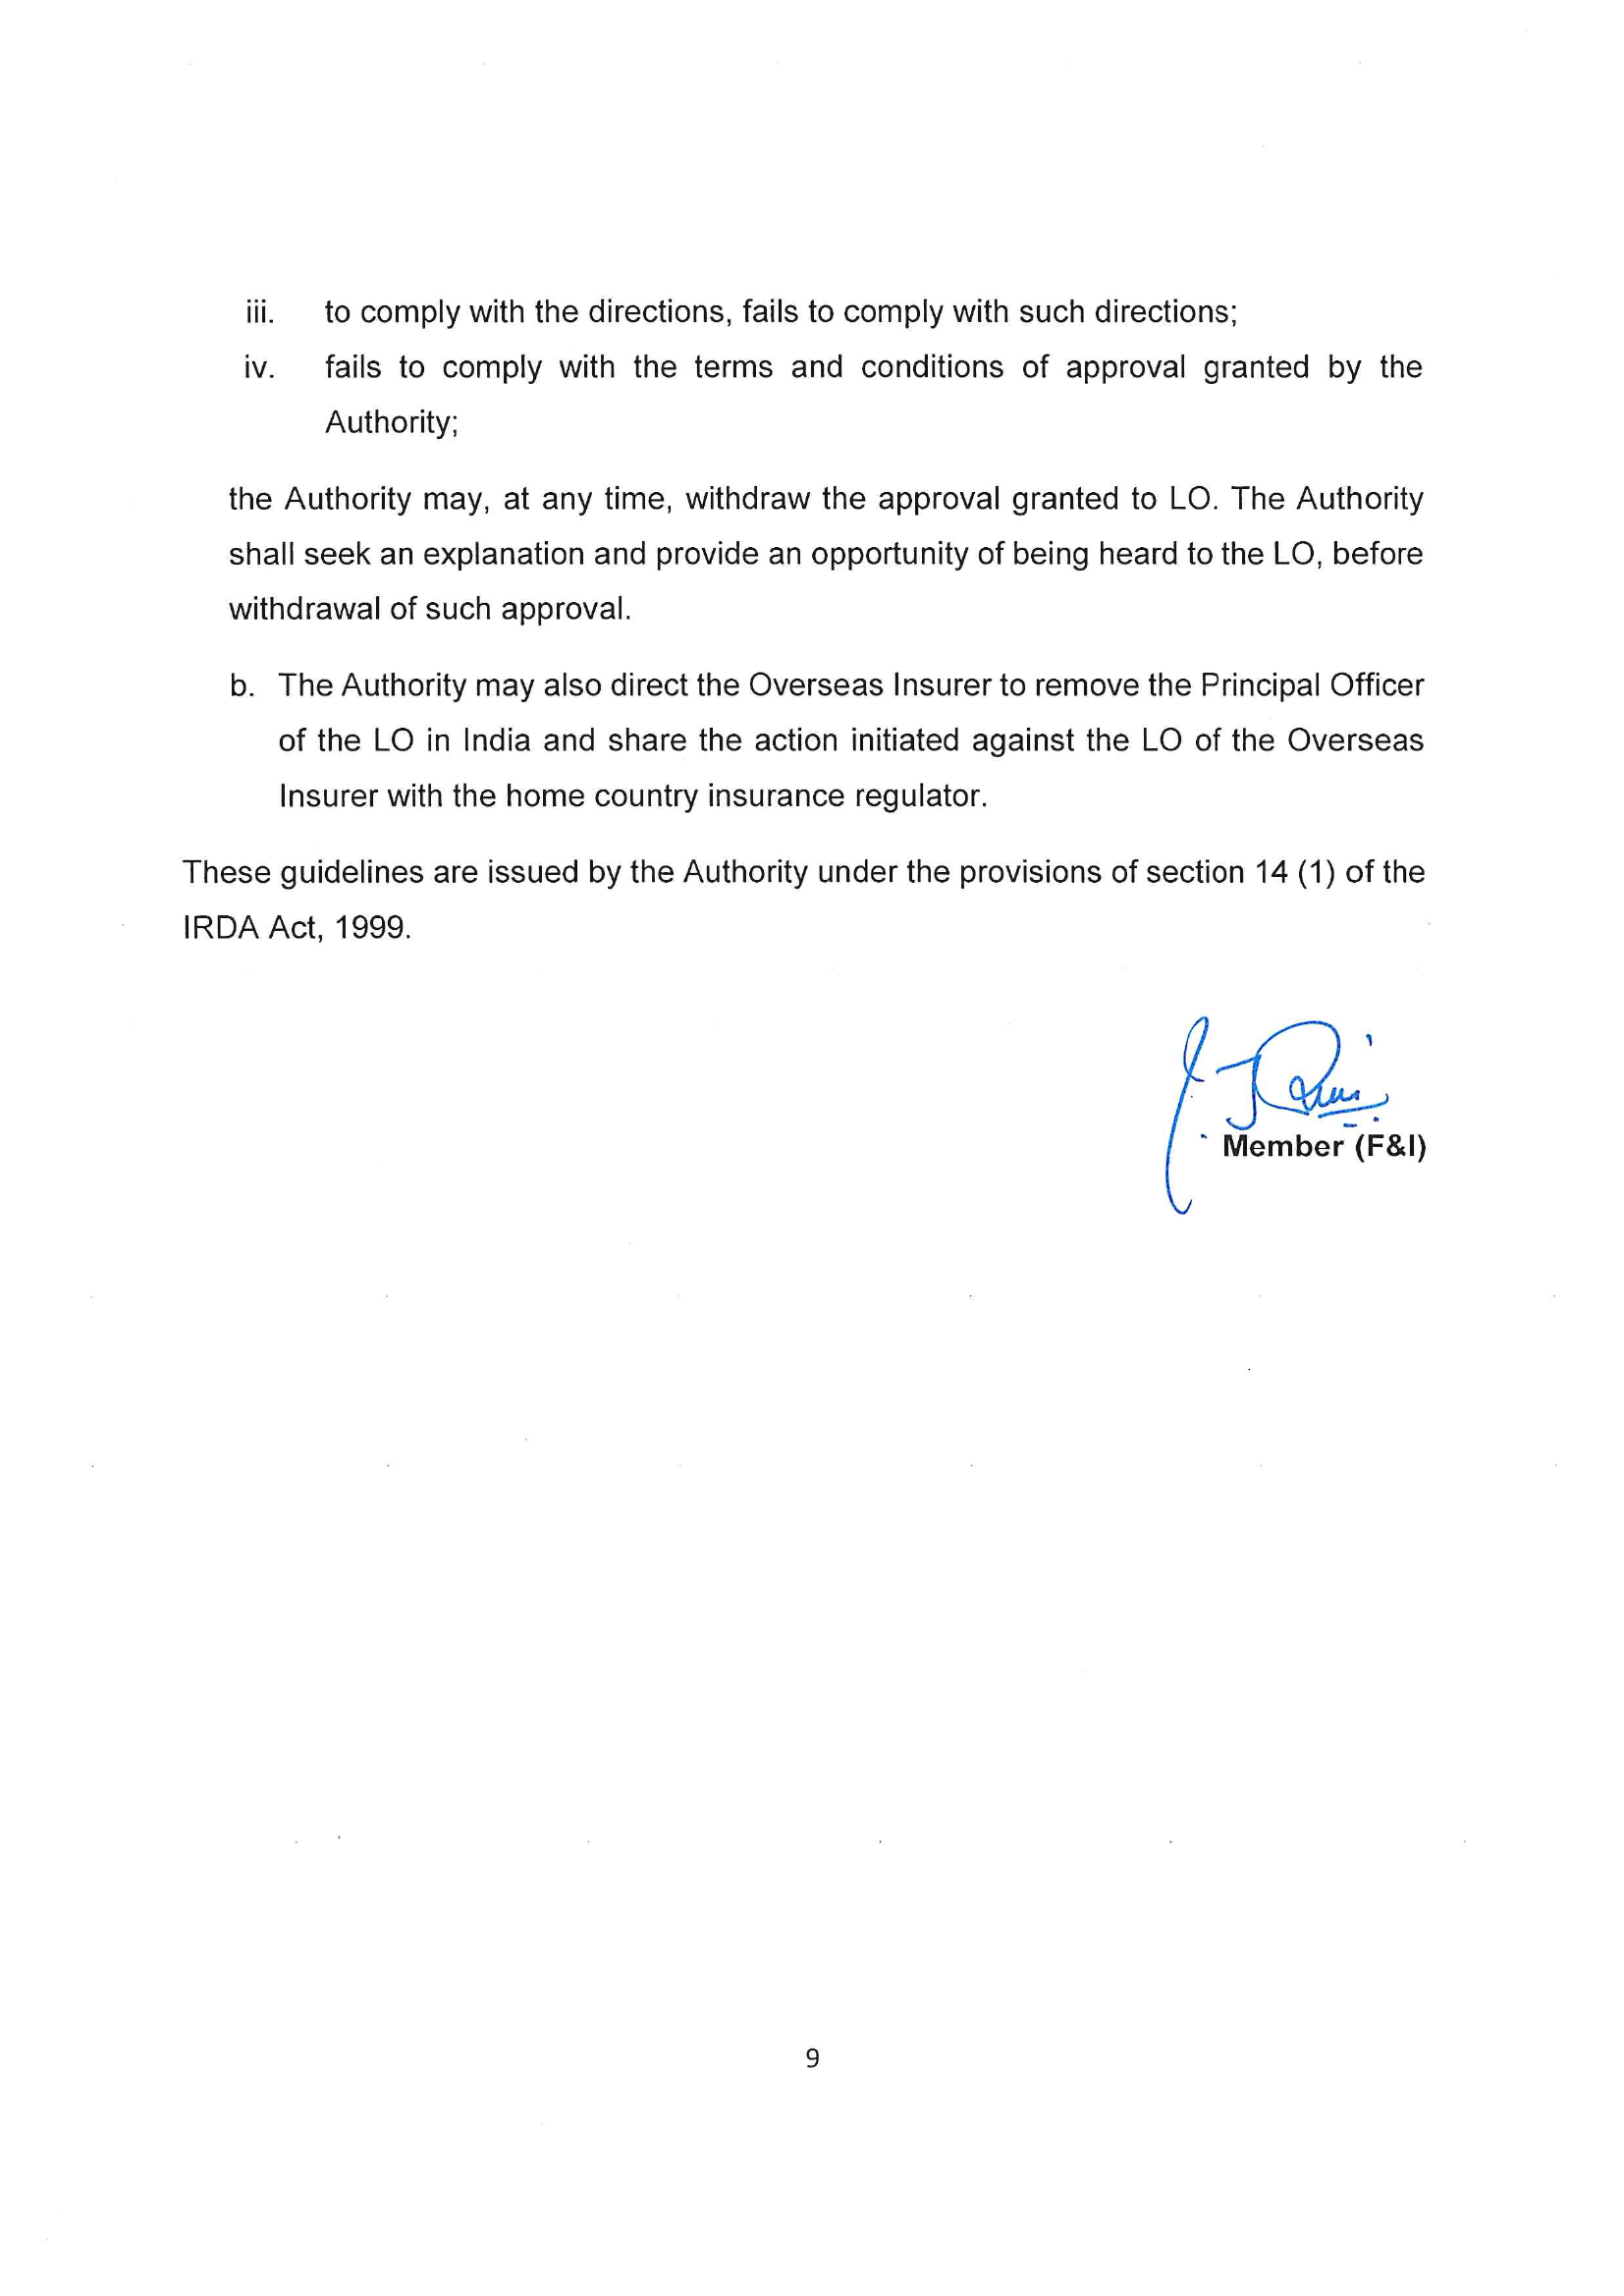 iii. to comply with the directions, fails to comply with such directions;
iv. fails to comply with the terms and conditions of approval granted by the
Authority;
the Authority may, at any time, withdraw the approval granted to LO. The Authority
shall seek an explanation and provide an opportunity of being heard to the LO, before
withdrawal of such approval.
b. The Authority may also direct the Overseas Insurer to remove the Principal Officer
of the LO in India and share the action initiated against the LO of the Overseas
Insurer with the home country insurance regulator.
These guidelines are issued by the Authority under the provisions of section 14 (1) of the
IRDA Act, 1999.
Member (F&I)
9